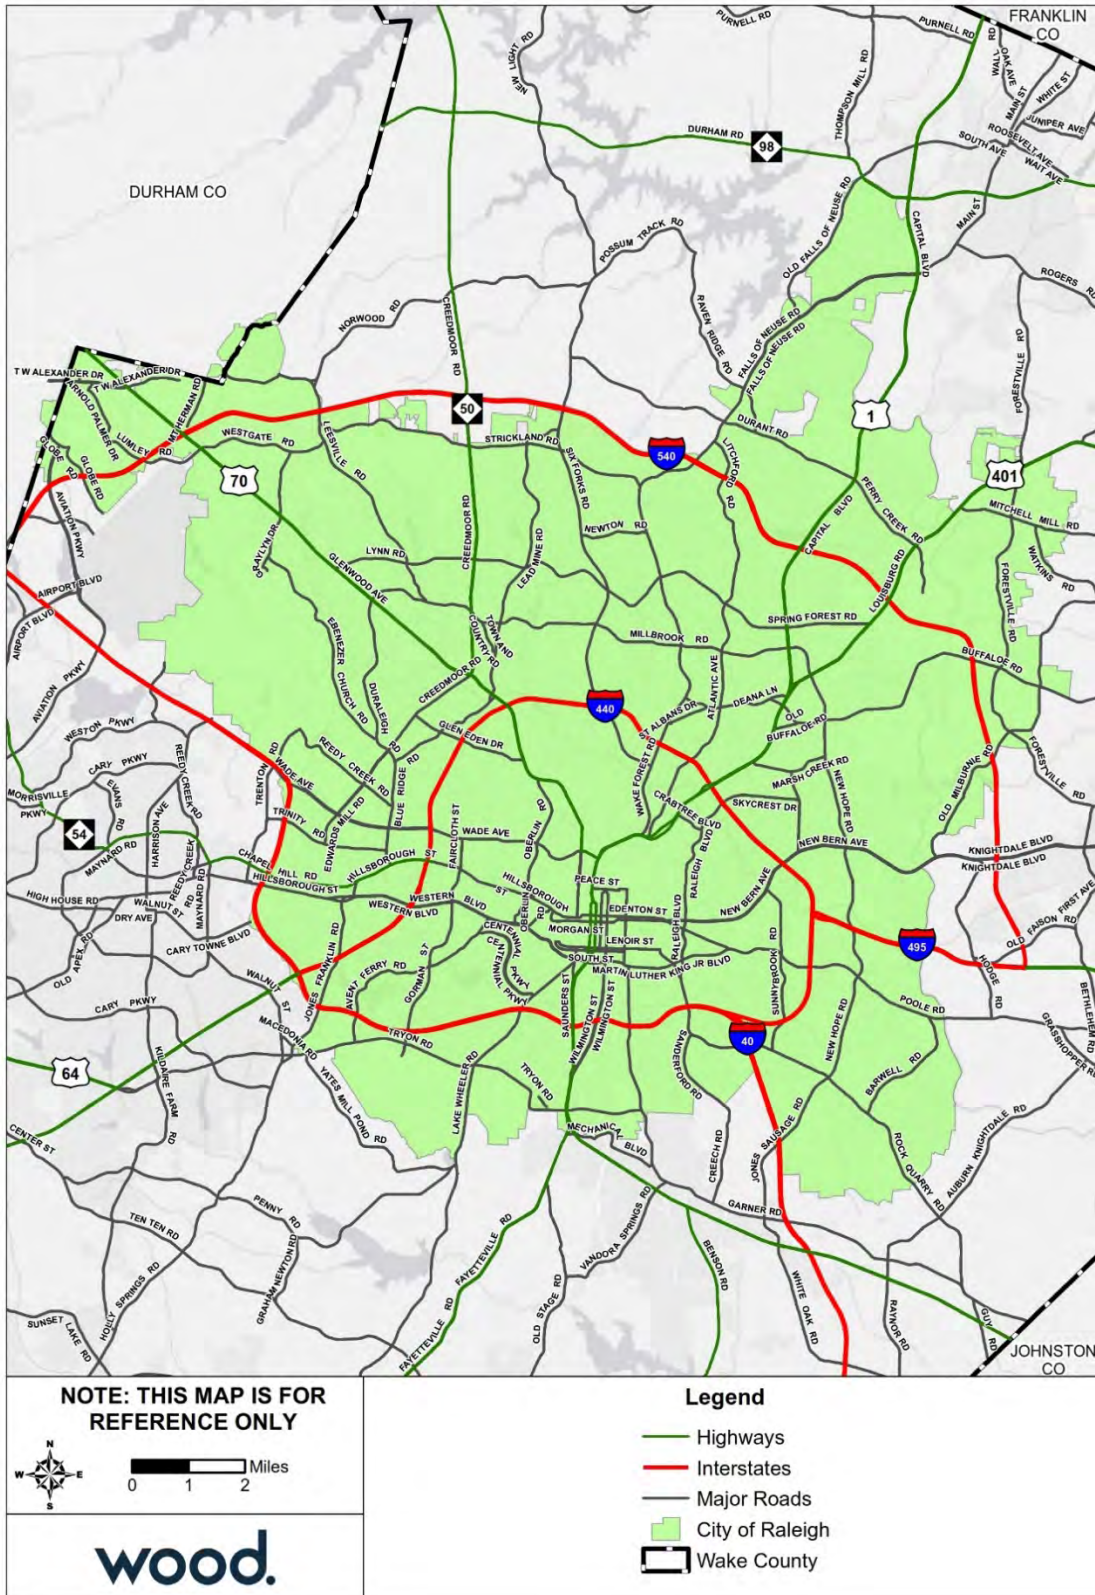 FRANKLIN
CO
PURNELL RD
PURNELL RD
NEW LIGHT RD
THOMPSON MILL RD
WALL RD
OAK AVE
MAIN ST
WHITE ST
JUNIPER AVE
ROOSEVELT AVE
SOUTH AVE
WAIT AVE
DURHAM RD
98
DURHAM CO
OLD FALLS OF NEUSE RD
CAPITAL BLVD
MAIN ST
POSSUM TRACK RD
ROGERS RD
CREEDMOOR RD
NORWOOD RD
RAVEN RIDGE RD
FALLS OF NEUSE RD
FALLS OF NEUSE RD
FORESTVILLE RD
T W ALEXANDER DR
T W ALEXANDER DR
ARNOLD PALMER DR
MT HERMAN RD
LUMLEY RD
GLOBE RD
GLOBE RD
WESTGATE RD
LEESVILLE RD
50
STRICKLAND RD
SIX FORKS RD
540
DURANT RD
LITCHFORD RD
1
401
70
AVIATION PKWY
NEWTON RD
PERRY CREEK RD
MITCHELL MILL RD
WATKINS RD
GRAYLYN DR
LYNN RD
LEAD MINE RD
CREEDMOOR RD
GLENWOOD AVE
CAPITAL BLVD
LOUISBURG RD
FORESTVILLE RD
AIRPORT BLVD
AIRPORT BLVD
SPRING FOREST RD
MILLBROOK RD
EBENEZER CHURCH RD
DURALEIGH RD
TOWN AND
COUNTRY RD
CREEDMOOR RD
BUFFALOE RD
AVIATION PKWY
ATLANTIC AVE
DEANA LN
440
ST ALBANS DR
OLD
BUFFALOE RD
WESTON PKWY
GLEN EDEN DR
REEDY CREEK RD
TRENTON RD
WADE AVE
REEDY CREEK RD
BLUE RIDGE RD
WAKE FOREST RD
MARSH CREEK RD
NEW HOPE RD
OLD MILBURNIE RD
FORESTVILLE RD
CARY PKWY
MORRISVILLE
PKWY
EVANS RD
HARRISON AVE
54
MAYNARD RD
CRABTREE BLVD
SKYCREST DR
TRINITY RD
EDWARDS MILL RD
FAIRCLOTH ST
WADE AVE
OBERLIN RD
RALEIGH BLVD
NEW BERN AVE
KNIGHTDALE BLVD
KNIGHTDALE BLVD
CHAPEL HILL RD
HILLSBOROUGH ST
HILLSBOROUGH ST
HIGH HOUSE RD
WALNUT ST
REEDY CREEK RD
MAYNARD RD
DRY AVE
WESTERN BLVD
WESTERN BLVD
HILLSBOROUGH
ST
OBERLIN RD
PEACE ST
EDENTON ST
NEW BERN AVE
MORGAN ST
LENOIR ST
SOUTH ST
MARTIN LUTHER KING JR BLVD
RALEIGH BLVD
FIRST AVE
OLD FAISON RD
495
HODGE RD
CARY TOWNE BLVD
OLD APEX RD
CENTENNIAL PKWY
CENTENNIAL PKWY
GORMAN ST
AVENT FERRY RD
JONES FRANKLIN RD
WALNUT ST
CARY PKWY
SUNNYBROOK RD
POOLE RD
BETHLEHEM RD
GRASSHOPPER RD
MACEDONIA RD
TRYON RD
SAUNDERS ST
WILMINGTON ST
WILMINGTON ST
SANDERFORD RD
40
NEW HOPE RD
64
KILDAIRE FARM RD
LAKE WHEELER RD
TRYON RD
YATES MILL POND RD
BARWELL RD
CENTER ST
MECHANICAL BLVD
CREECH RD
JONES SAUSAGE RD
ROCK QUARRY RD
AUBURN KNIGHTDALE RD
PENNY RD
TEN TEN RD
GARNER RD
VANDORA SPRINGS RD
FAYETTEVILLE RD
FAYETTEVILLE RD
BENSON RD
GRAHAM NEWTON RD
HOLLY SPRINGS RD
OLD STAGE RD
WHITE OAK RD
RAYNOR RD
GUY RD
SUNSET LAKE RD
JOHNSTON
CO
NOTE: THIS MAP IS FOR
REFERENCE ONLY
N
W E
S
0 1 2 Miles
wood.
Legend
Highways
Interstates
Major Roads
City of Raleigh
Wake County